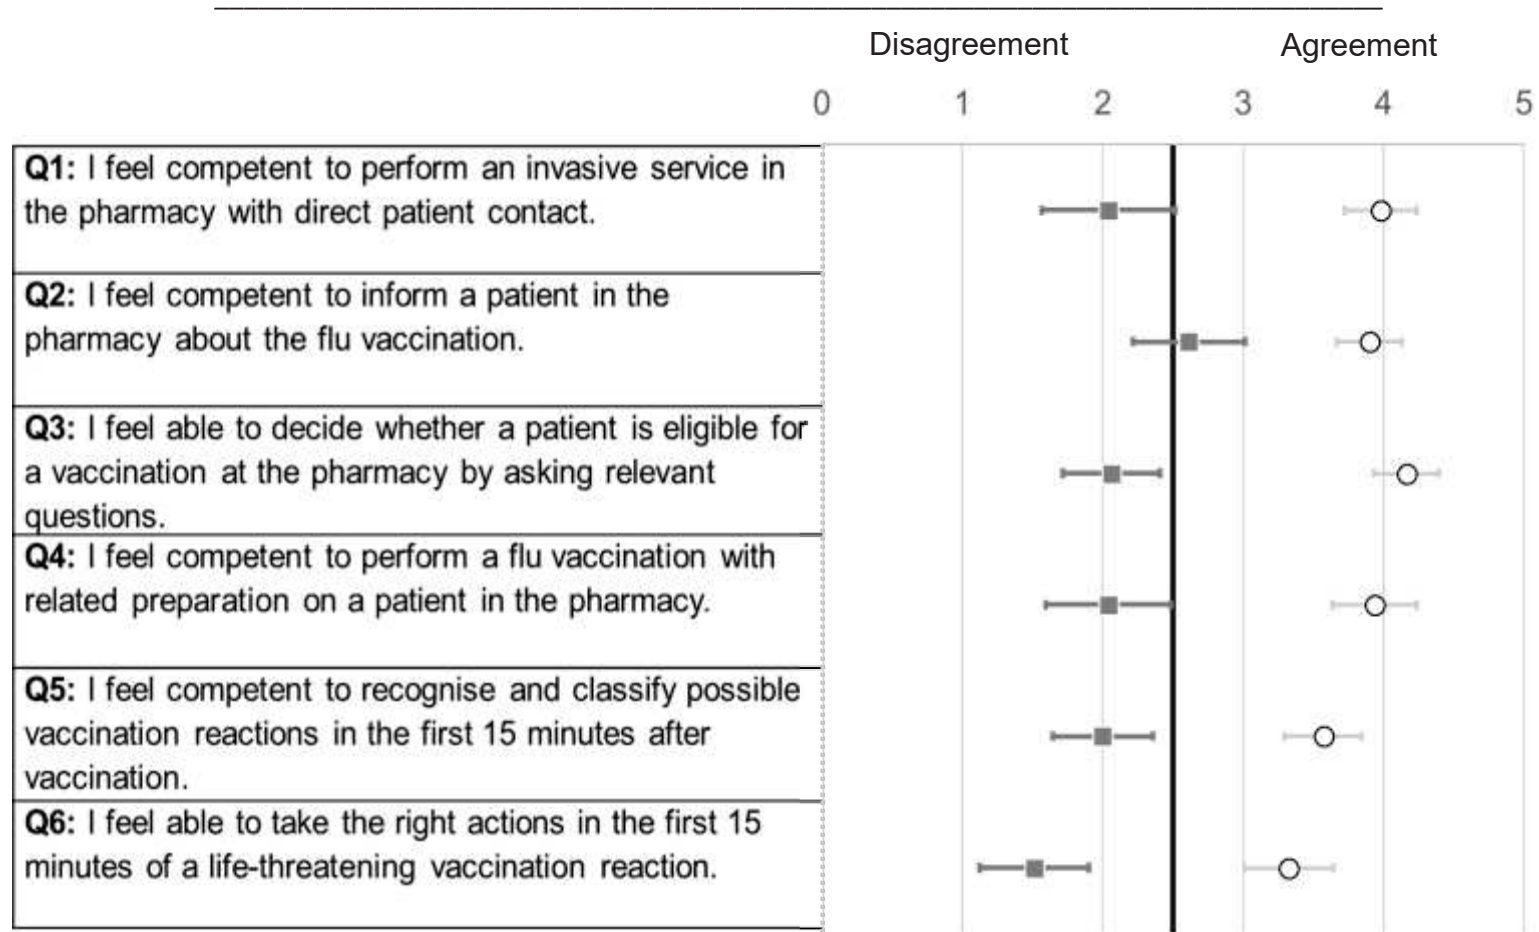 Disagreement Agreement
0 1 2 3 4 5
Q1: I feel competent to perform an invasive service in
the pharmacy with direct patient contact.
Q2: I feel competent to inform a patient in the
pharmacy about the flu vaccination.
Q3: I feel able to decide whether a patient is eligible for
a vaccination at the pharmacy by asking relevant
questions.
Q4: I feel competent to perform a flu vaccination with
related preparation on a patient in the pharmacy.
Q5: I feel competent to recognise and classify possible
vaccination reactions in the first 15 minutes after
vaccination.
Q6: I feel able to take the right actions in the first 15
minutes of a life-threatening vaccination reaction.